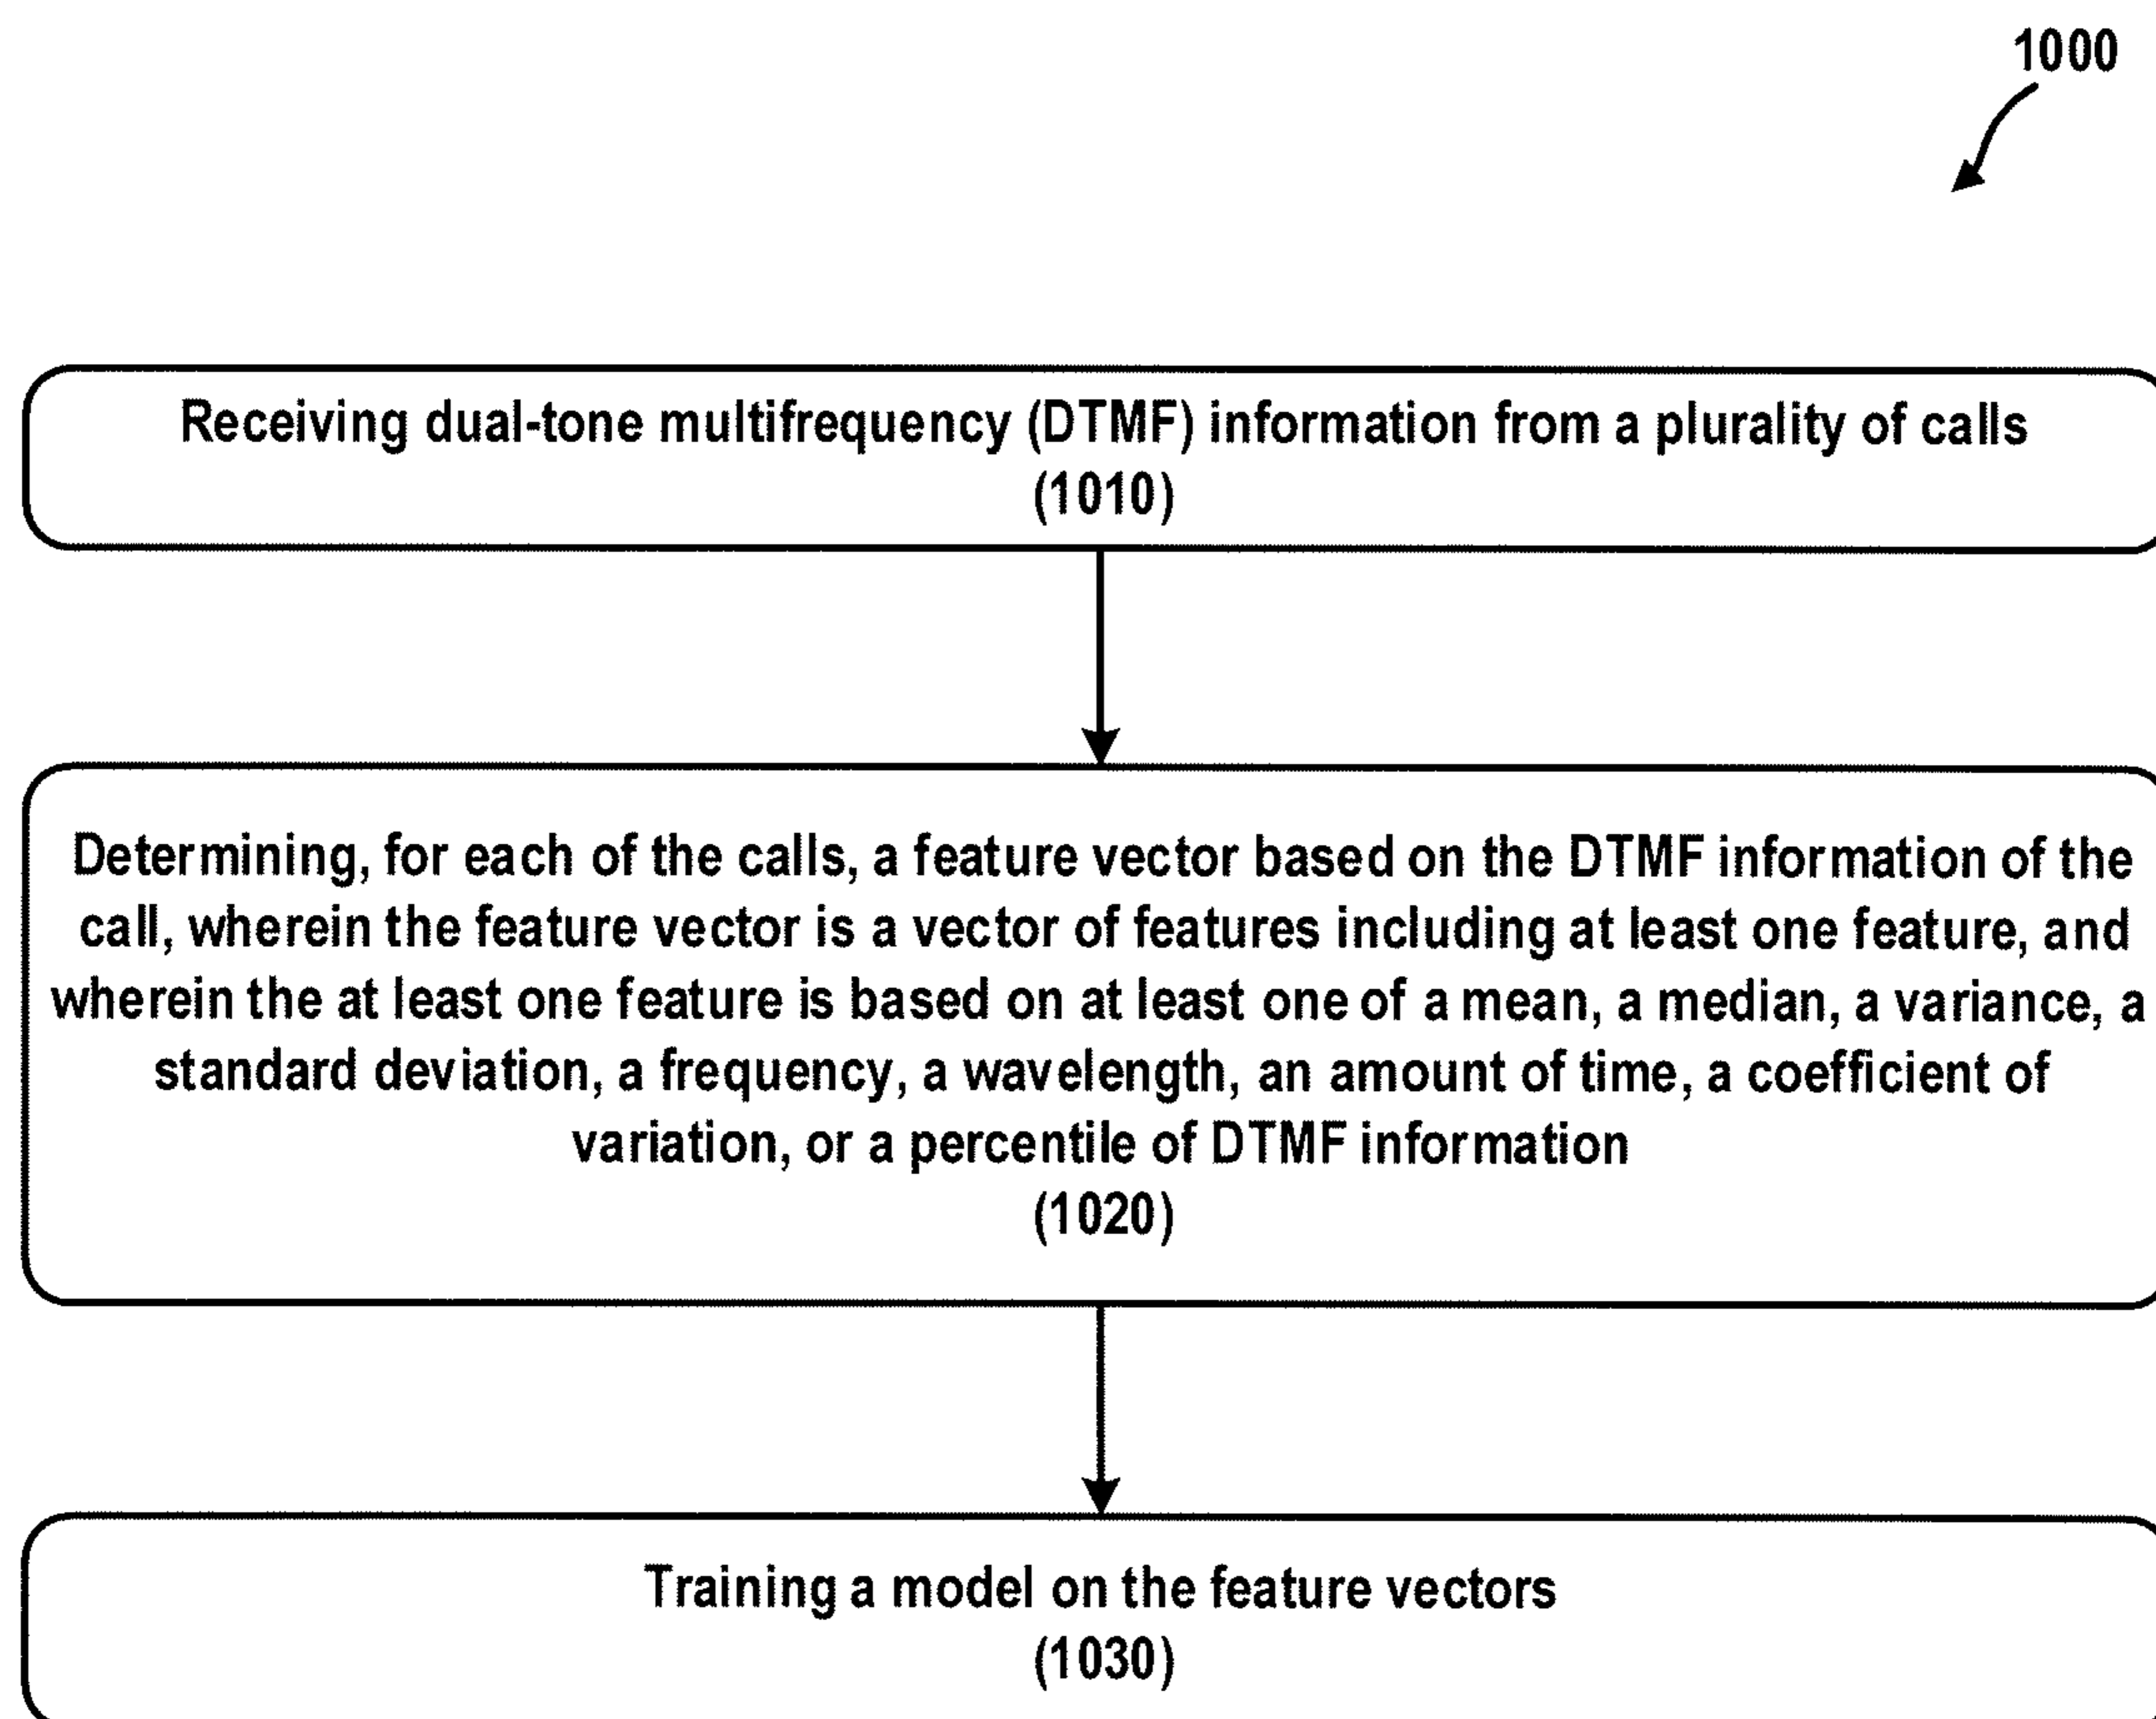 1000
Receiving dual-tone multifrequency (DTMF) information from a plurality of calls
(1010)
Determining, for each of the calls, a feature vector based on the DTMF information of the
call, wherein the feature vector is a vector of features including at least one feature, and
wherein the at least one feature is based on at least one of a mean, a median, a variance, a
standard deviation, a frequency, a wavelength, an amount of time, a coefficient of
variation, or a percentile of DTMF information
(1020)
Training a model on the feature vectors
(1030)